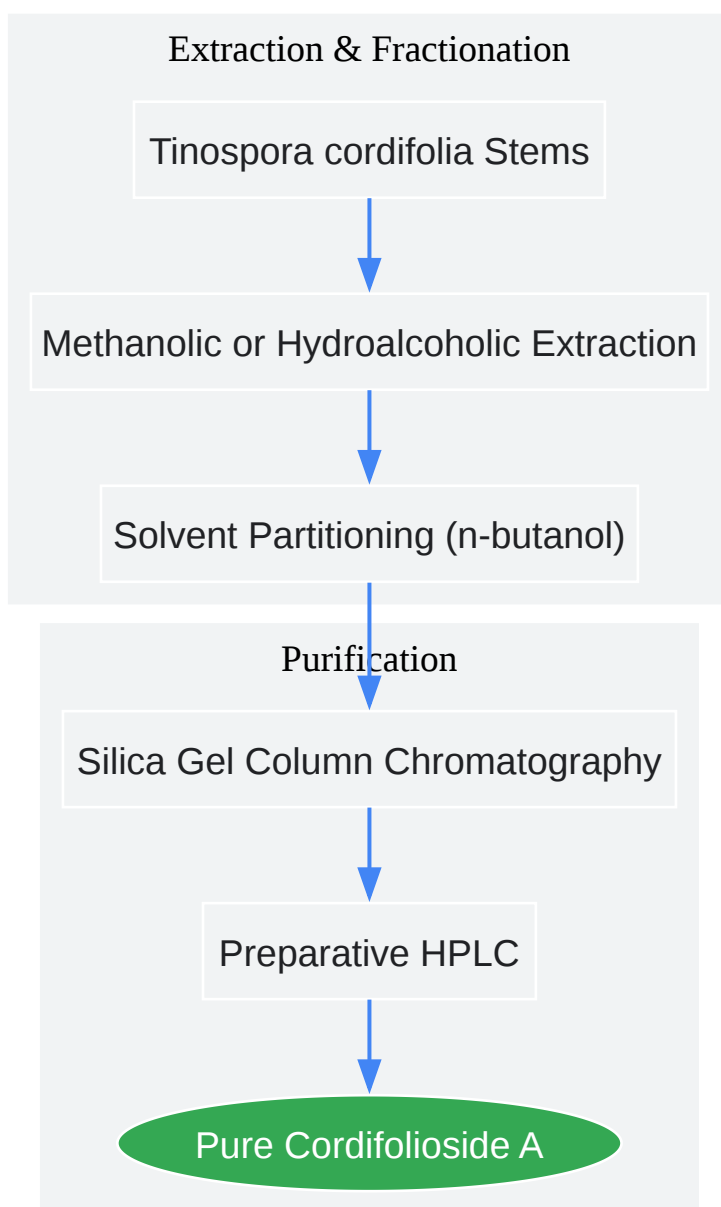 Extraction & Fractionation
Tinospora cordifolia Stems
Methanolic or Hydroalcoholic Extraction
Solvent Partitioning (n-butanol)
Purification
Silica Gel Column Chromatography
Preparative HPLC
Pure Cordifolioside A